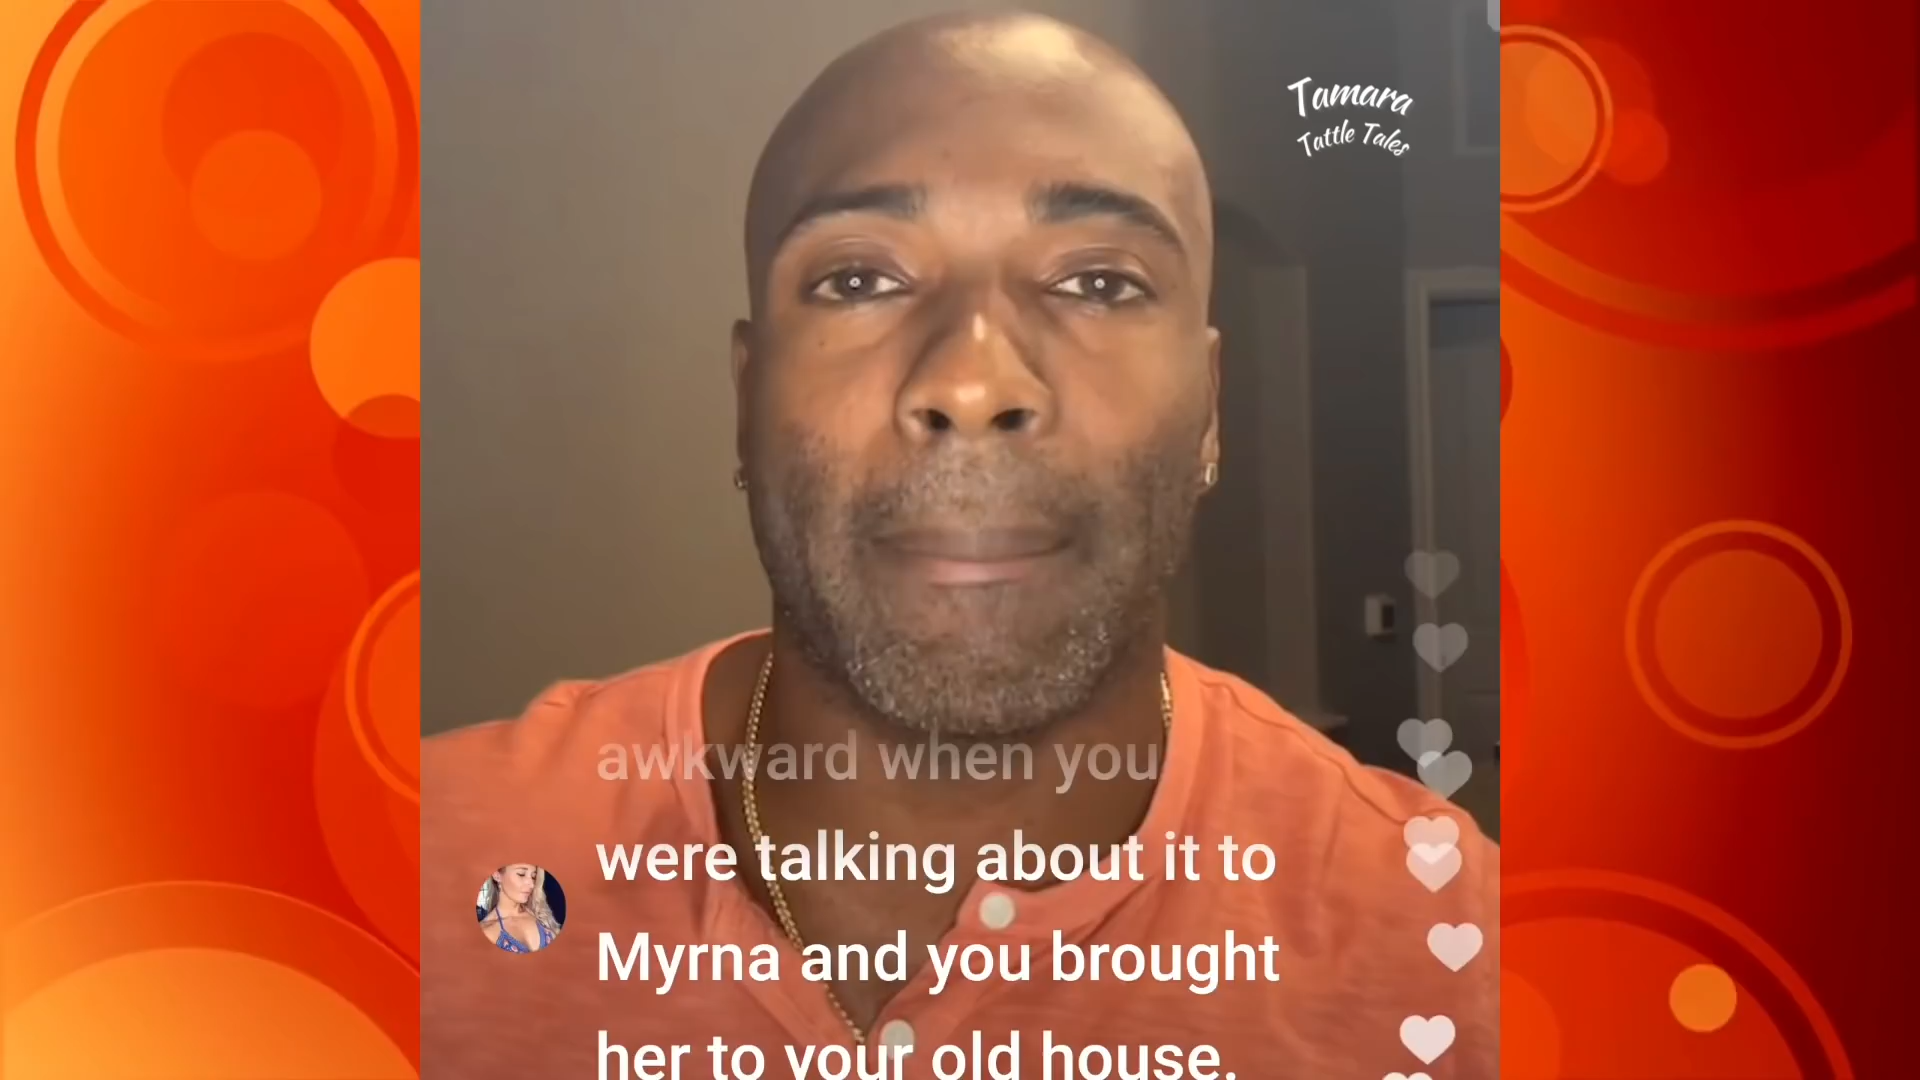 Tamara
Tattle Tales
awkward when you
were talking about it to
Myrna and you brought
her to your old house.